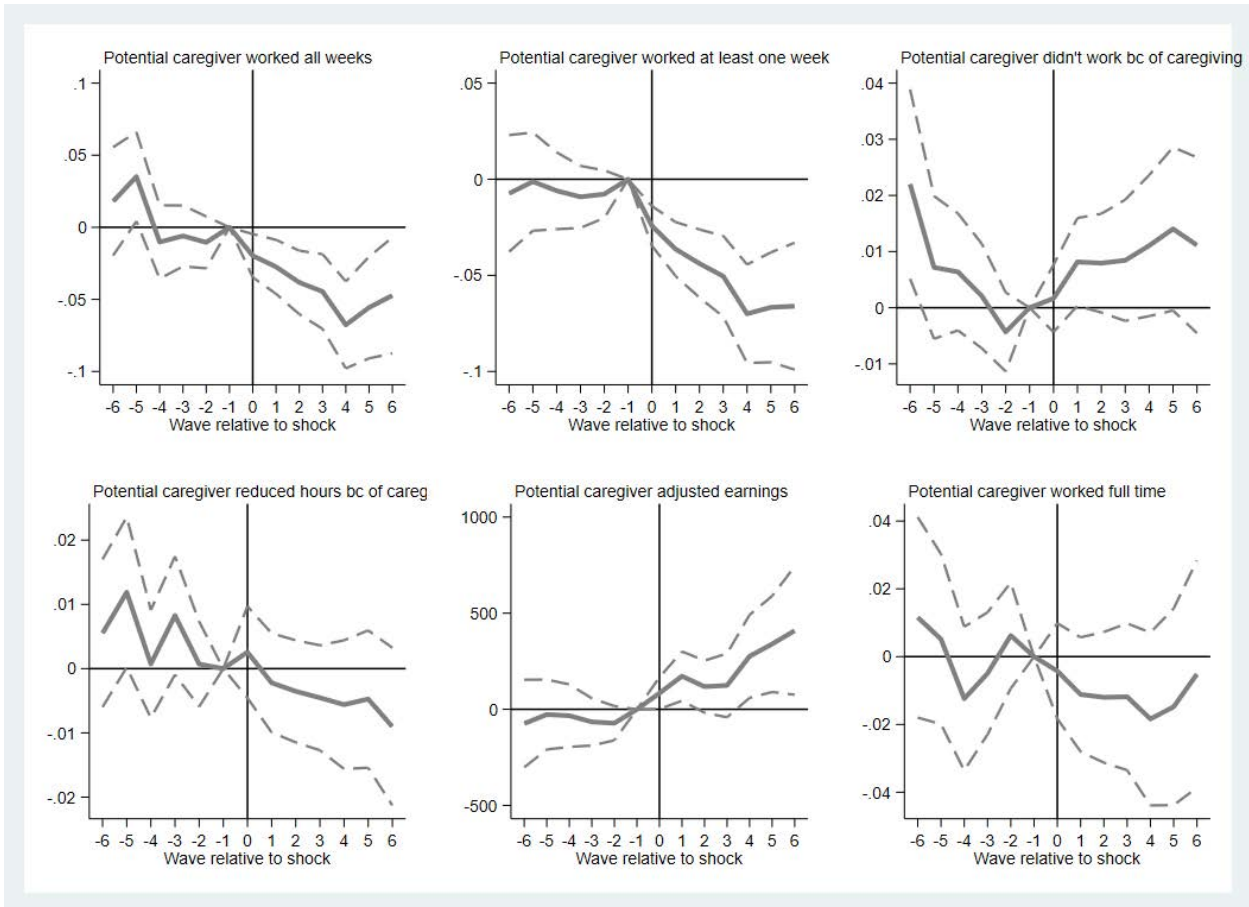 Potential caregiver worked all weeks
.1
.05
0
-.05
-.1
-6 -5 -4 -3 -2 -1 0 1 2 3 4 5 6
Wave relative to shock
Potential caregiver worked at least one week
.05
0
-.05
-.1
-6 -5 -4 -3 -2 -1 0 1 2 3 4 5 6
Wave relative to shock
Potential caregiver didn't work bc of caregiving
.04
.03
.02
.01
0
-.01
-6 -5 -4 -3 -2 -1 0 1 2 3 4 5 6
Wave relative to shock
Potential caregiver reduced hours bc of careg
.02
.01
0
-.01
-.02
-6 -5 -4 -3 -2 -1 0 1 2 3 4 5 6
Wave relative to shock
Potential caregiver adjusted earnings
1000
500
0
-500
-6 -5 -4 -3 -2 -1 0 1 2 3 4 5 6
Wave relative to shock
Potential caregiver worked full time
.04
.02
0
-.02
-.04
-6 -5 -4 -3 -2 -1 0 1 2 3 4 5 6
Wave relative to shock